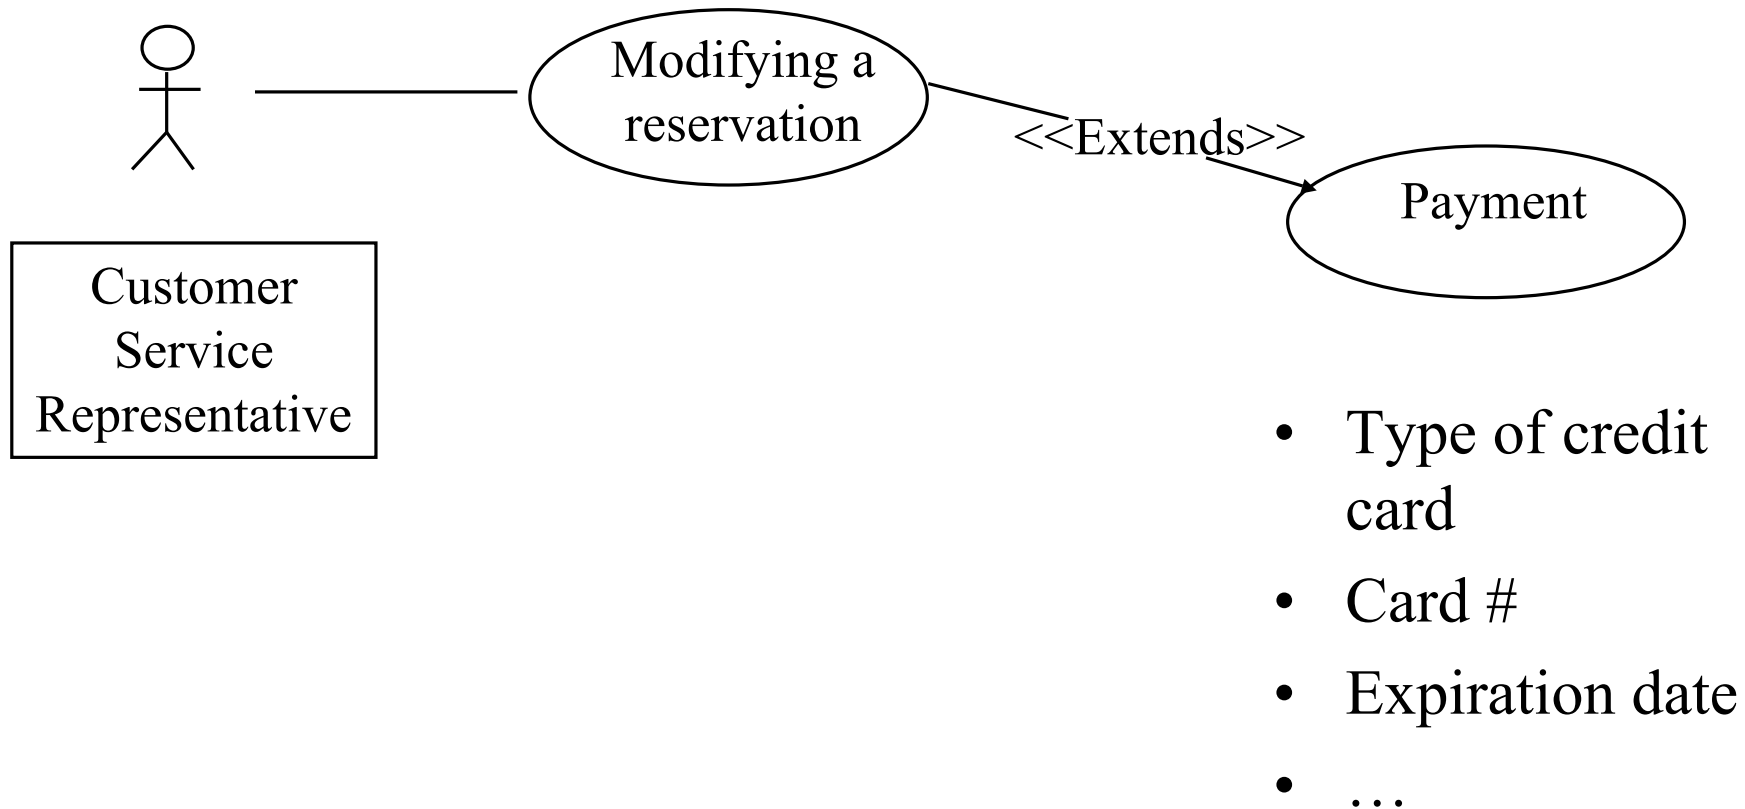 Modifying a
reservation
<<Extends>>
Payment
Customer
Service
Representative
• Type of credit
card
• Card #
• Expiration date
• …